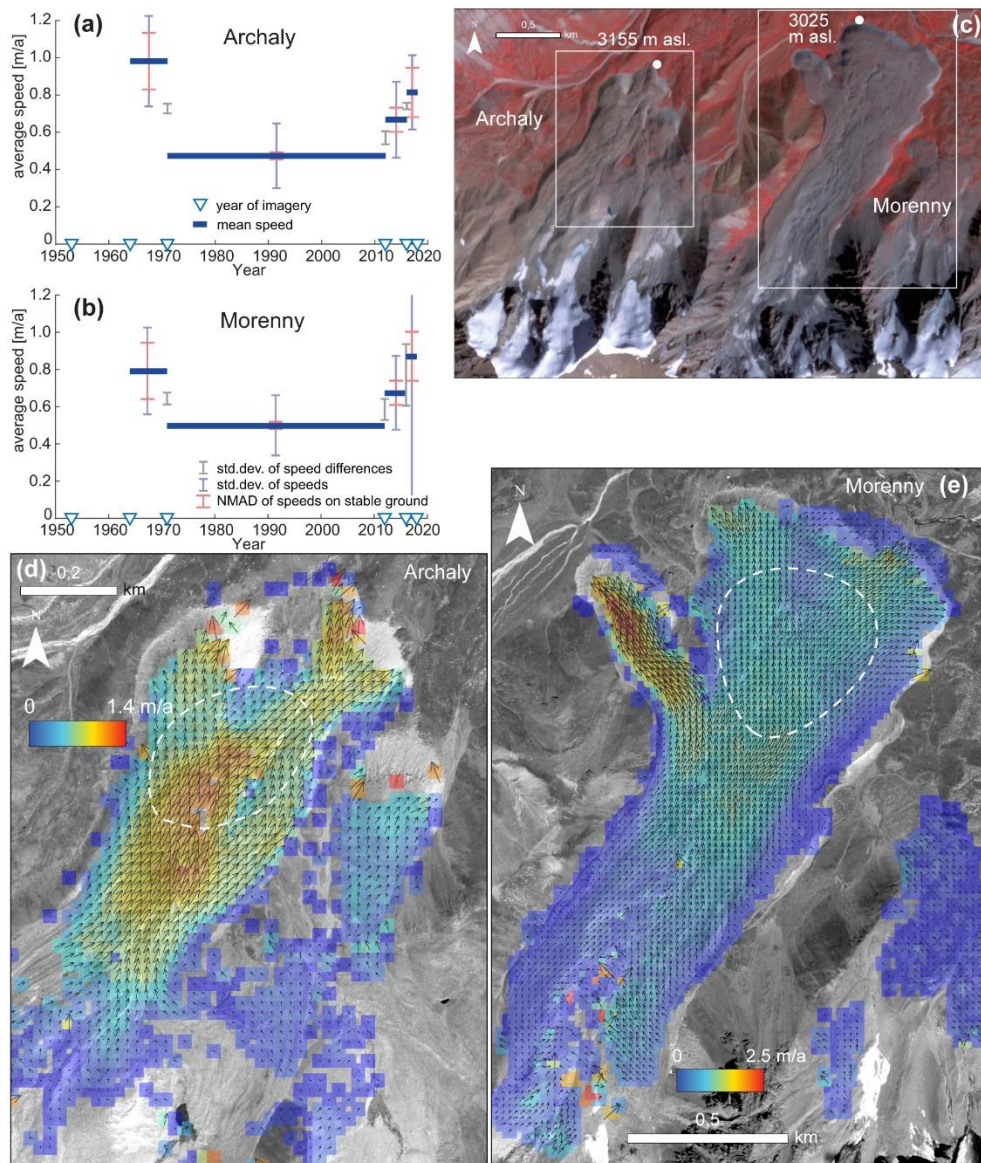 (a)
Archaly
1.2
1.0
0.8
0.6
0.4
0.2
0
average speed [m/a]
year of imagery
mean speed
1950 1960 1970 1980 1990 2000 2010 2020
Year
(b)
Morenny
1.2
1.0
0.8
0.6
0.4
0.2
0
average speed [m/a]
std.dev. of speed differences
std.dev. of speeds
NMAD of speeds on stable ground
1950 1960 1970 1980 1990 2000 2010 2020
Year
(c)
N
0,5
km
3155 m asl.
3025
m asl.
Archaly
Morenny
(d)
Archaly
0,2
km
N
0 1.4 m/a
(e)
Morenny
N
0 2.5 m/a
0,5
km